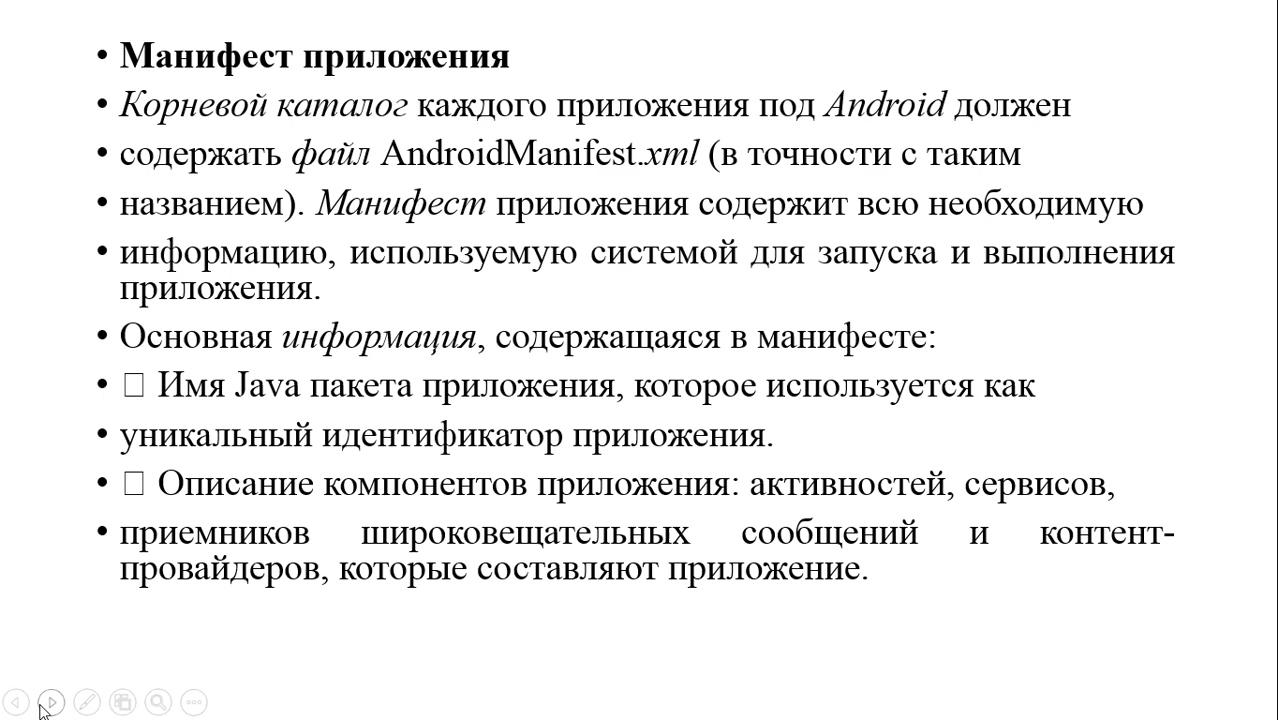 • Манифест приложения
• Корневой каталог каждого приложения под Android должен
• содержать файл AndroidManifest.xml (в точности с таким
• названием). Манифест приложения содержит всю необходимую
• информацию, используемую системой для запуска и выполнения
приложения.
• Основная информация, содержащаяся в манифесте:
• □ Имя Java пакета приложения, которое используется как
• уникальный идентификатор приложения.
• □ Описание компонентов приложения: активностей, сервисов,
• приемников широковещательных сообщений и контент-
провайдеров, которые составляют приложение.